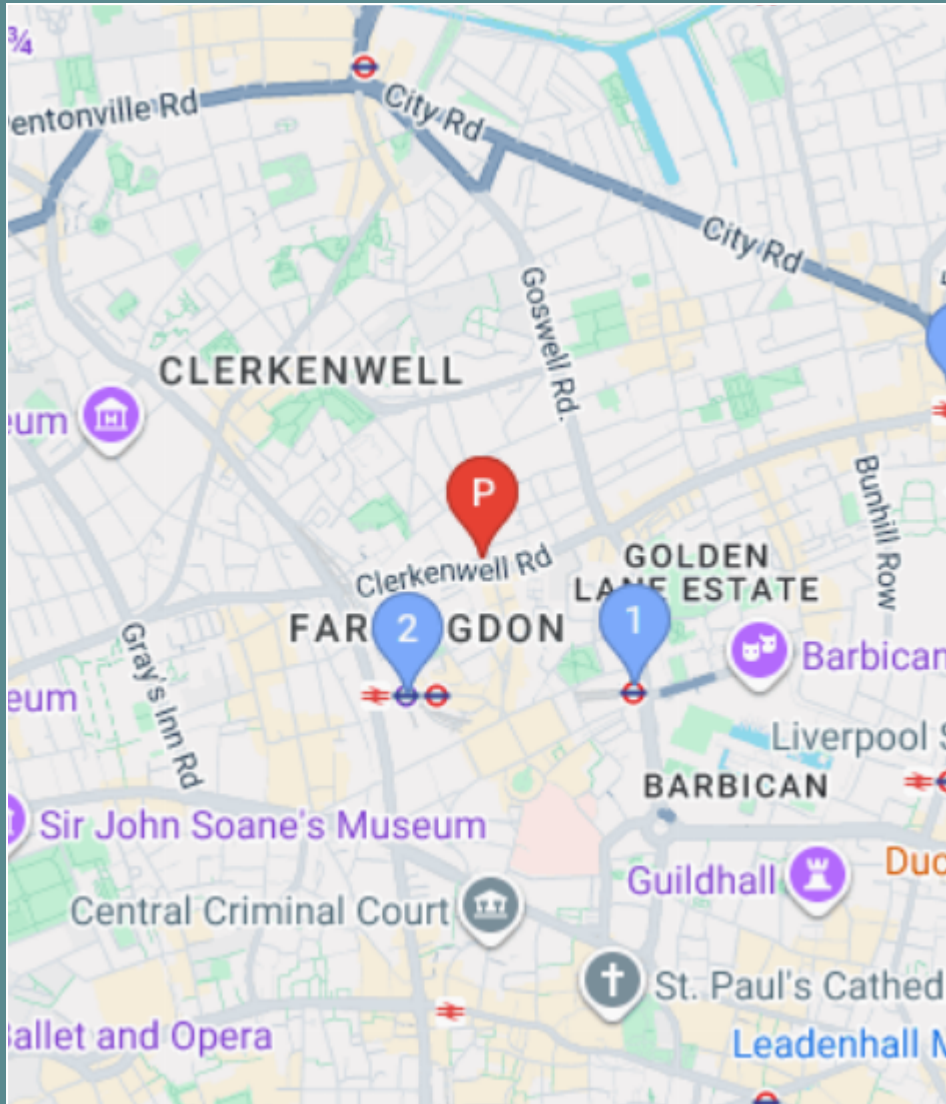 ¾
entonville Rd
City Rd
City Rd
Goswell Rd.
CLERKENWELL
eum
P
Bunhill Row
Clerkenwell Rd
GOLDEN
LANE ESTATE
1
2
FAR GDON
Barbican
Gray's Inn Rd
eum
Liverpool S
BARBICAN
Sir John Soane's Museum
Guildhall
Duc
Central Criminal Court
St. Paul's Cathed
Ballet and Opera
Leadenhall M